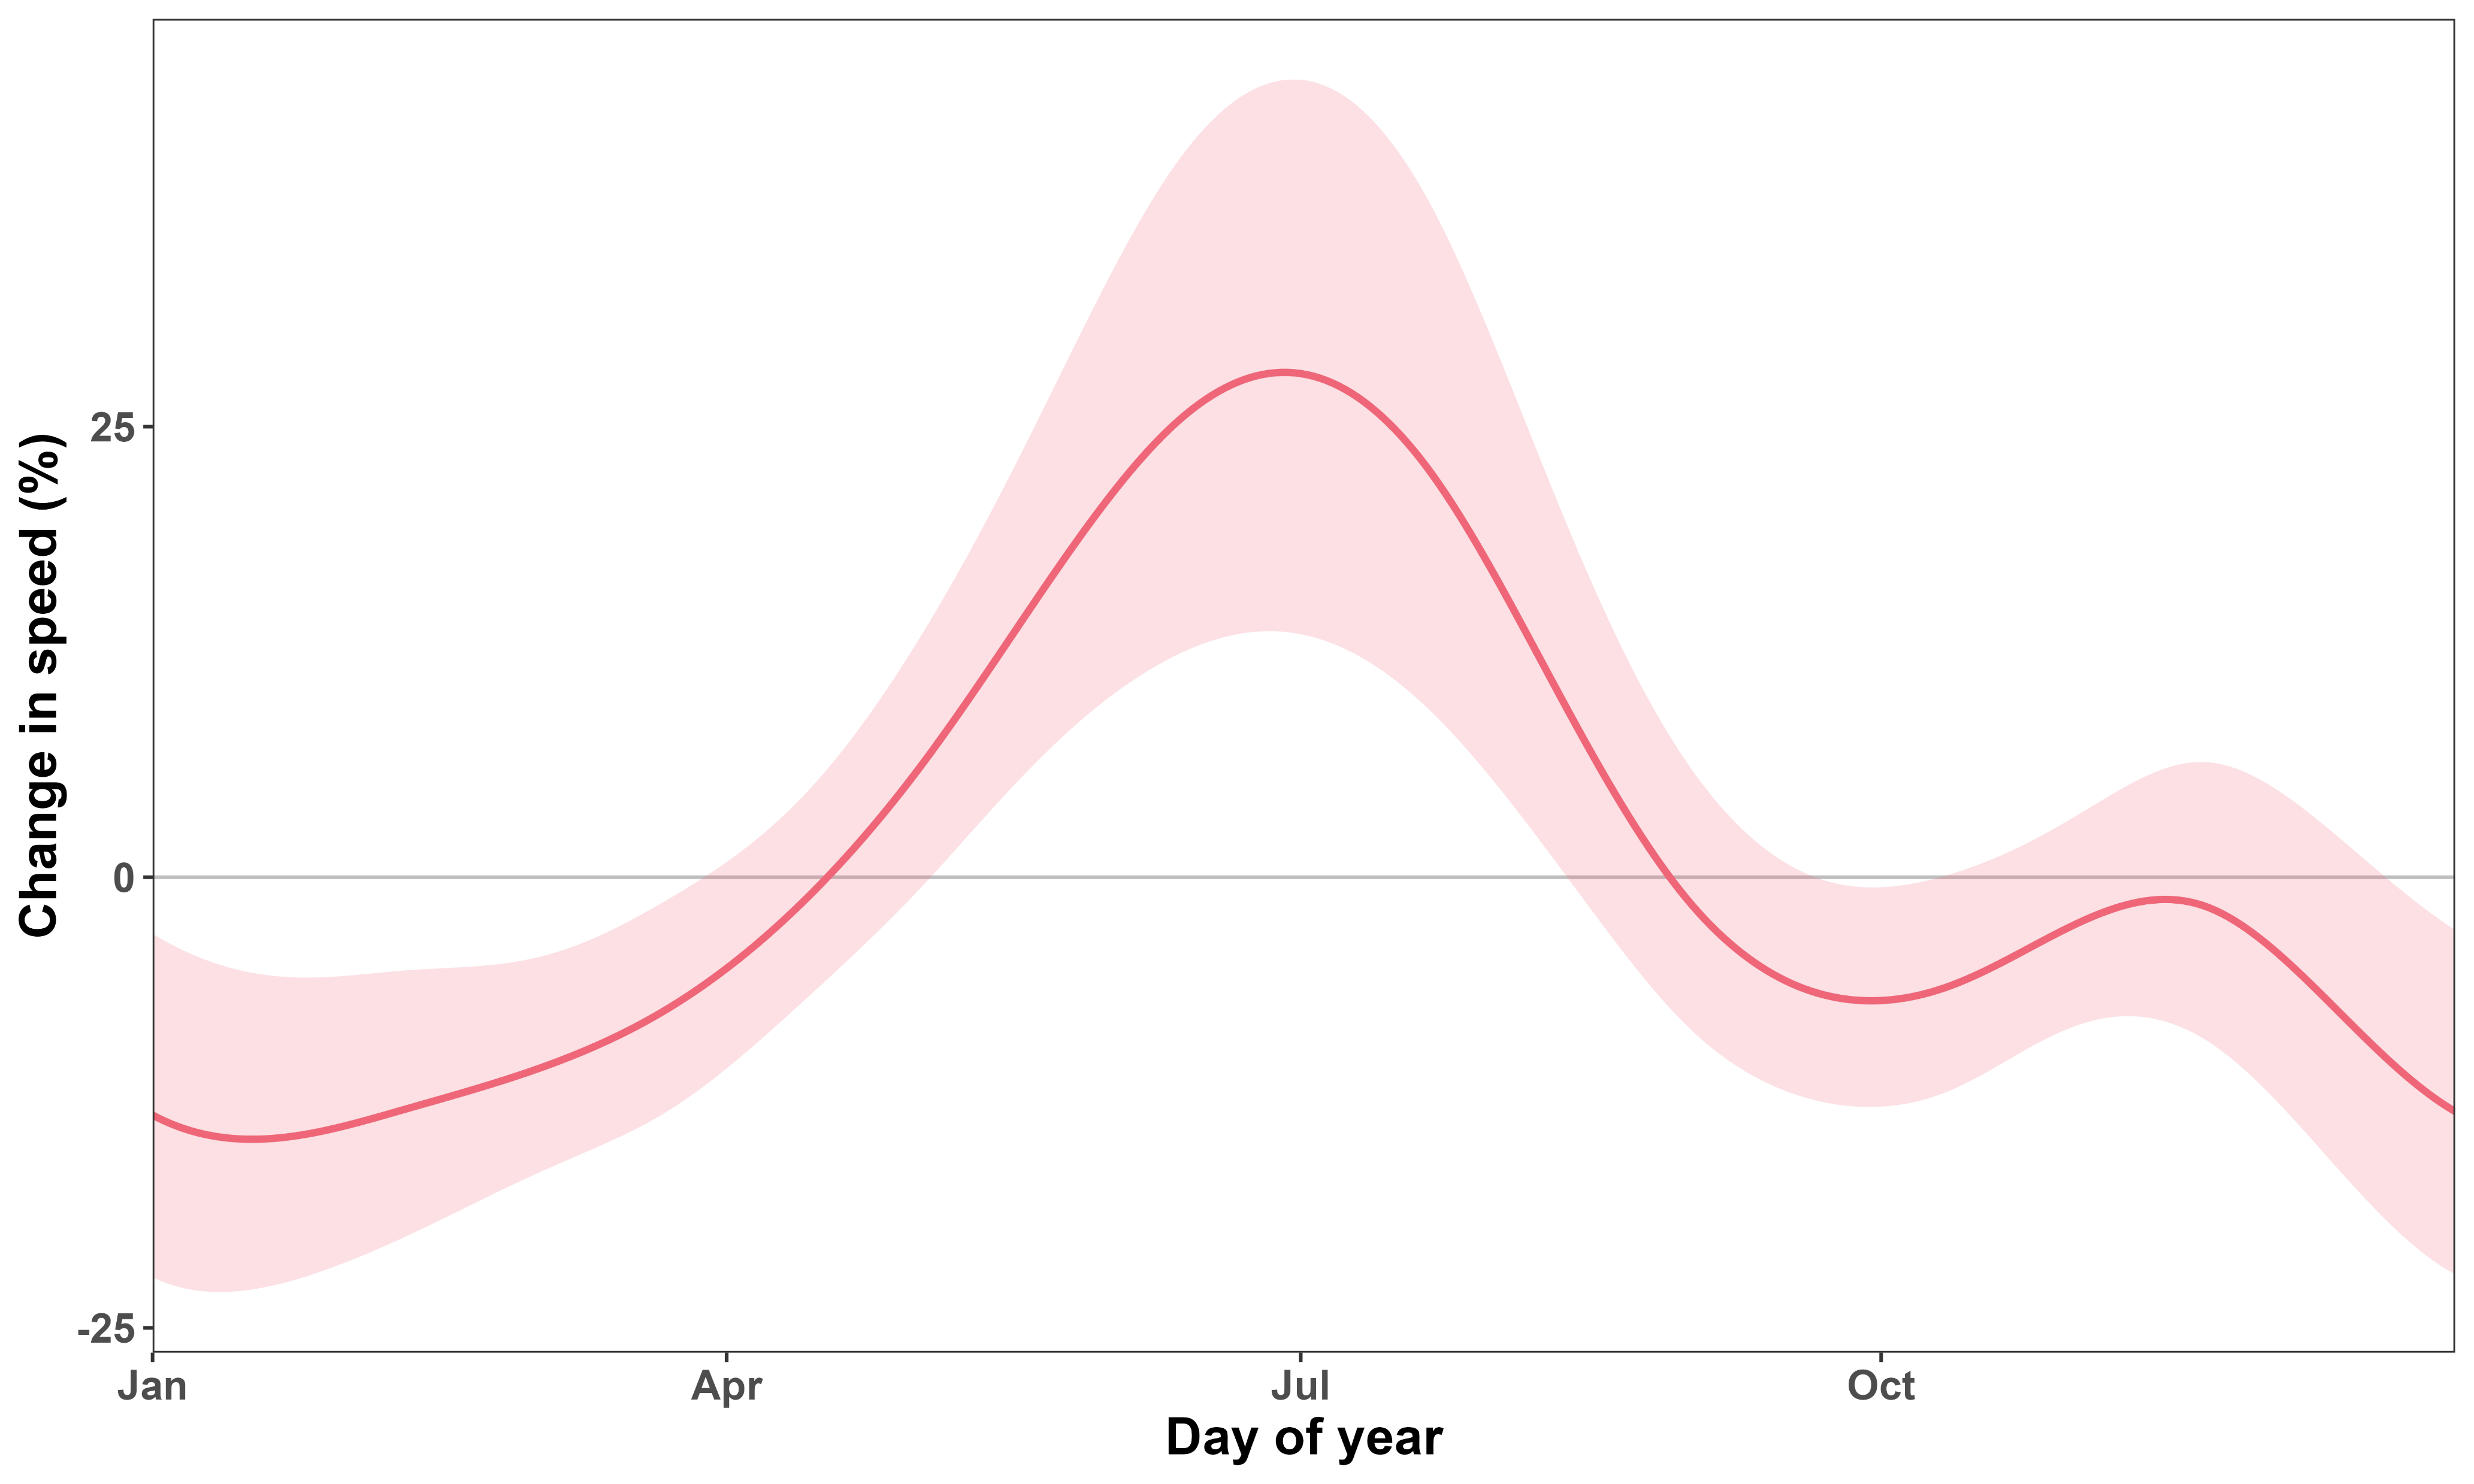 Change in speed (%)
25
0
-25
Jan Apr Jul Oct
Day of year